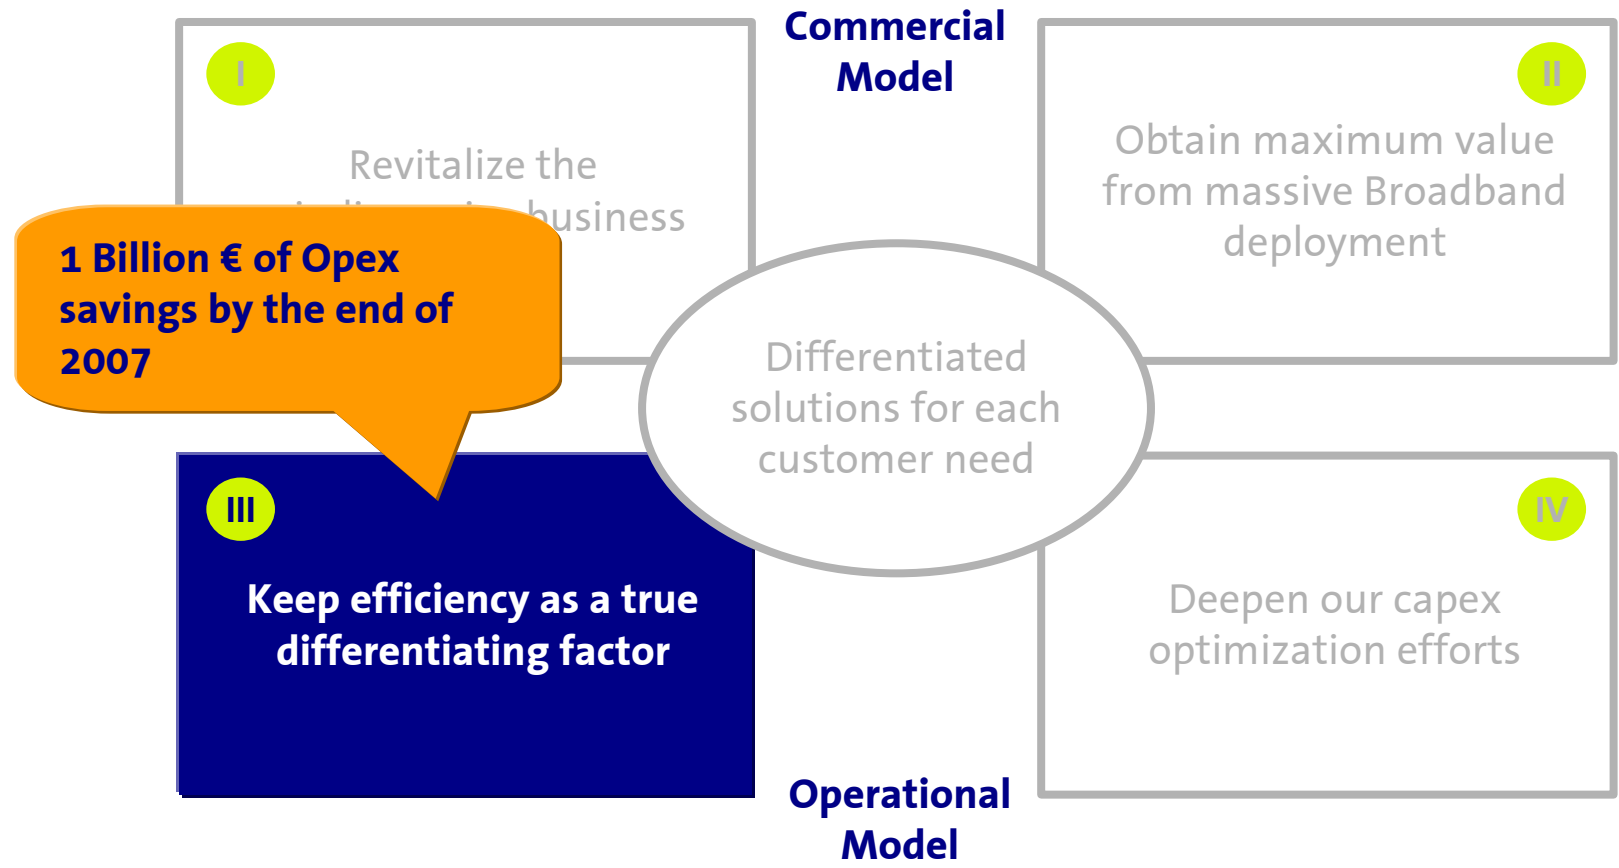 Commercial
Model
I
Revitalize the
business
II
Obtain maximum value
from massive Broadband
deployment
1 Billion € of Opex
savings by the end of
2007
Differentiated
solutions for each
customer need
III
Keep efficiency as a true
differentiating factor
IV
Deepen our capex
optimization efforts
Operational
Model